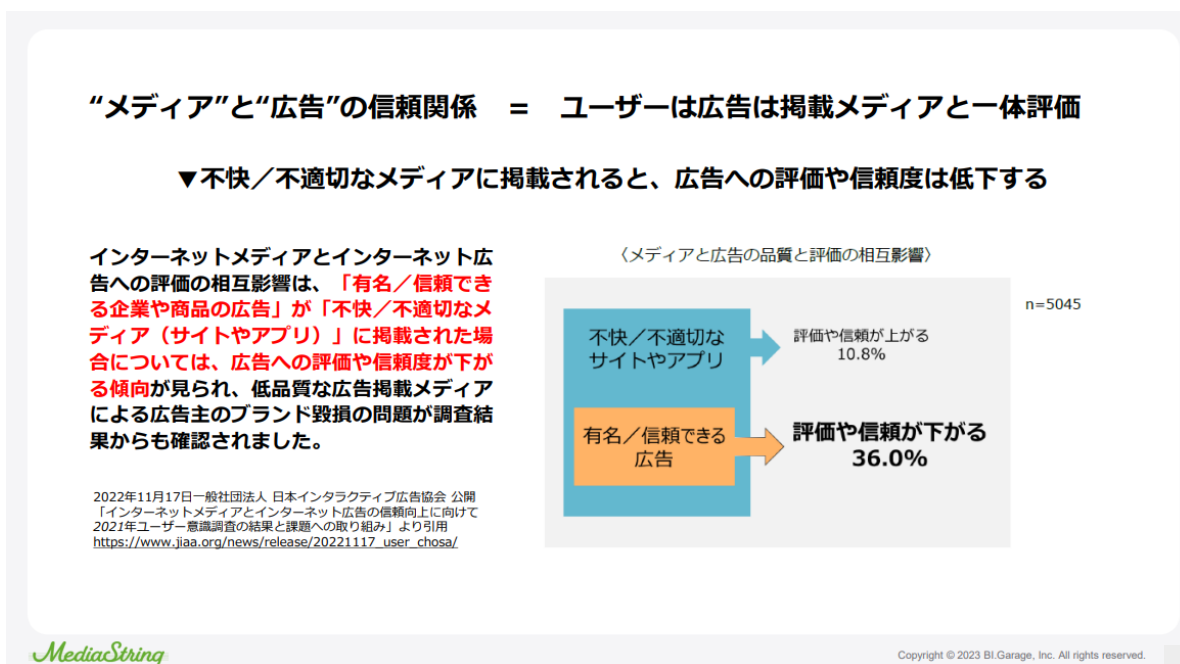 “メディア”と“広告”の信頼関係 = ユーザーは広告は掲載メディアと一体評価
▼不快／不適切なメディアに掲載されると、広告への評価や信頼度は低下する
インターネットメディアとインターネット広
告への評価の相互影響は、「有名／信頼でき
る企業や商品の広告」が「不快／不適切なメ
ディア（サイトやアプリ）」に掲載された場
合については、広告への評価や信頼度が下が
る傾向が見られ、低品質な広告掲載メディア
による広告主のブランド毀損の問題が調査結
果からも確認されました。
2022年11月17日一般社団法人 日本インタラクティブ広告協会 公開
「インターネットメディアとインターネット広告の信頼向上に向けて
2021年ユーザー意識調査の結果と課題への取り組み」より引用
https://www.jiaa.org/news/release/20221117_user_chosa/
〈メディアと広告の品質と評価の相互影響〉
n=5045
不快／不適切な
サイトやアプリ
評価や信頼が上がる
10.8%
有名／信頼できる
広告
評価や信頼が下がる
36.0%
MediaString
Copyright © 2023 BI.Garage, Inc. All rights reserved.